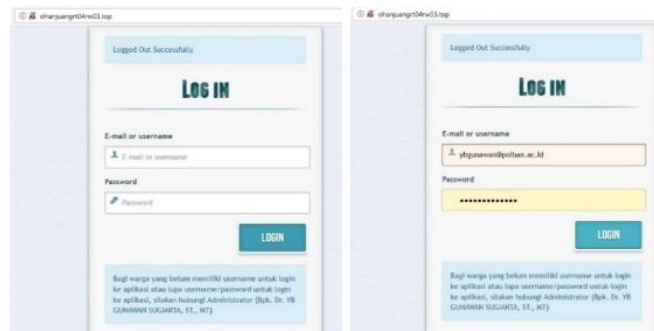 cihanjuangrt04rw03.top
Logged Out Successfully
LOG IN
E-mail or username
E-mail or username
Password
Password
LOGIN
Bagi warga yang belum memiliki username untuk login
ke aplikasi atau lupa username/password untuk login
ke aplikasi, silakan hubungi Administrator (Bpk. Dr. YB
GUNAWAN SUGIARTA, ST., MT)
cihanjuangrt04rw03.top
Logged Out Successfully
LOG IN
E-mail or username
ybgunawan@polban.ac.id
Password
•••••••••••••
LOGIN
Bagi warga yang belum memiliki username untuk login
ke aplikasi atau lupa username/password untuk login
ke aplikasi, silakan hubungi Administrator (Bpk. Dr. YB
GUNAWAN SUGIARTA, ST., MT)